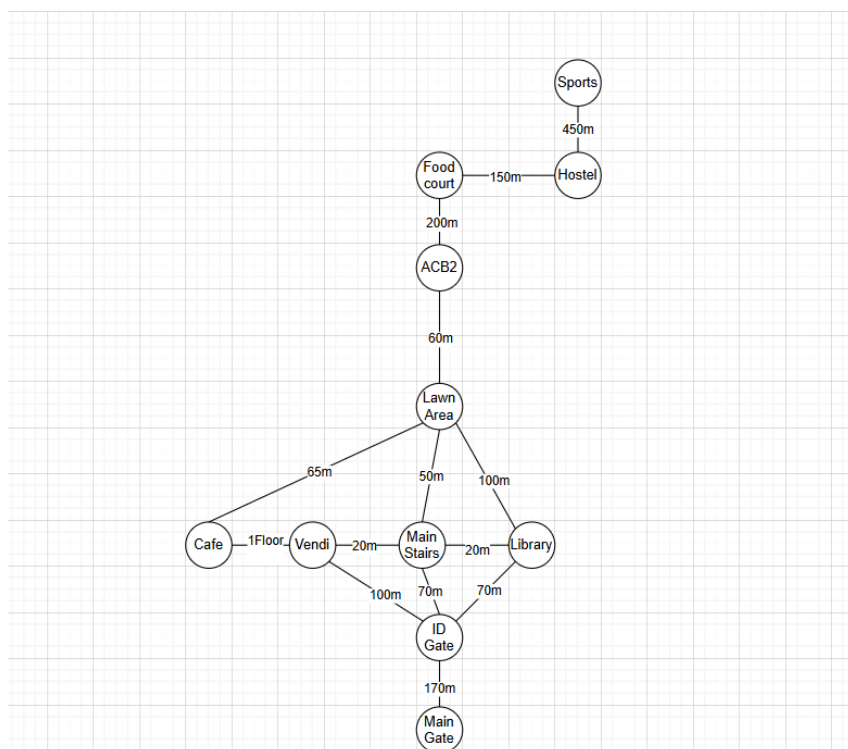 Sports
450m
Food
court
150m
Hostel
200m
ACB2
60m
Lawn
Area
65m
50m
100m
Cafe
1Floor
Vendi
20m
Main
Stairs
20m
Library
100m
70m
70m
ID
Gate
170m
Main
Gate